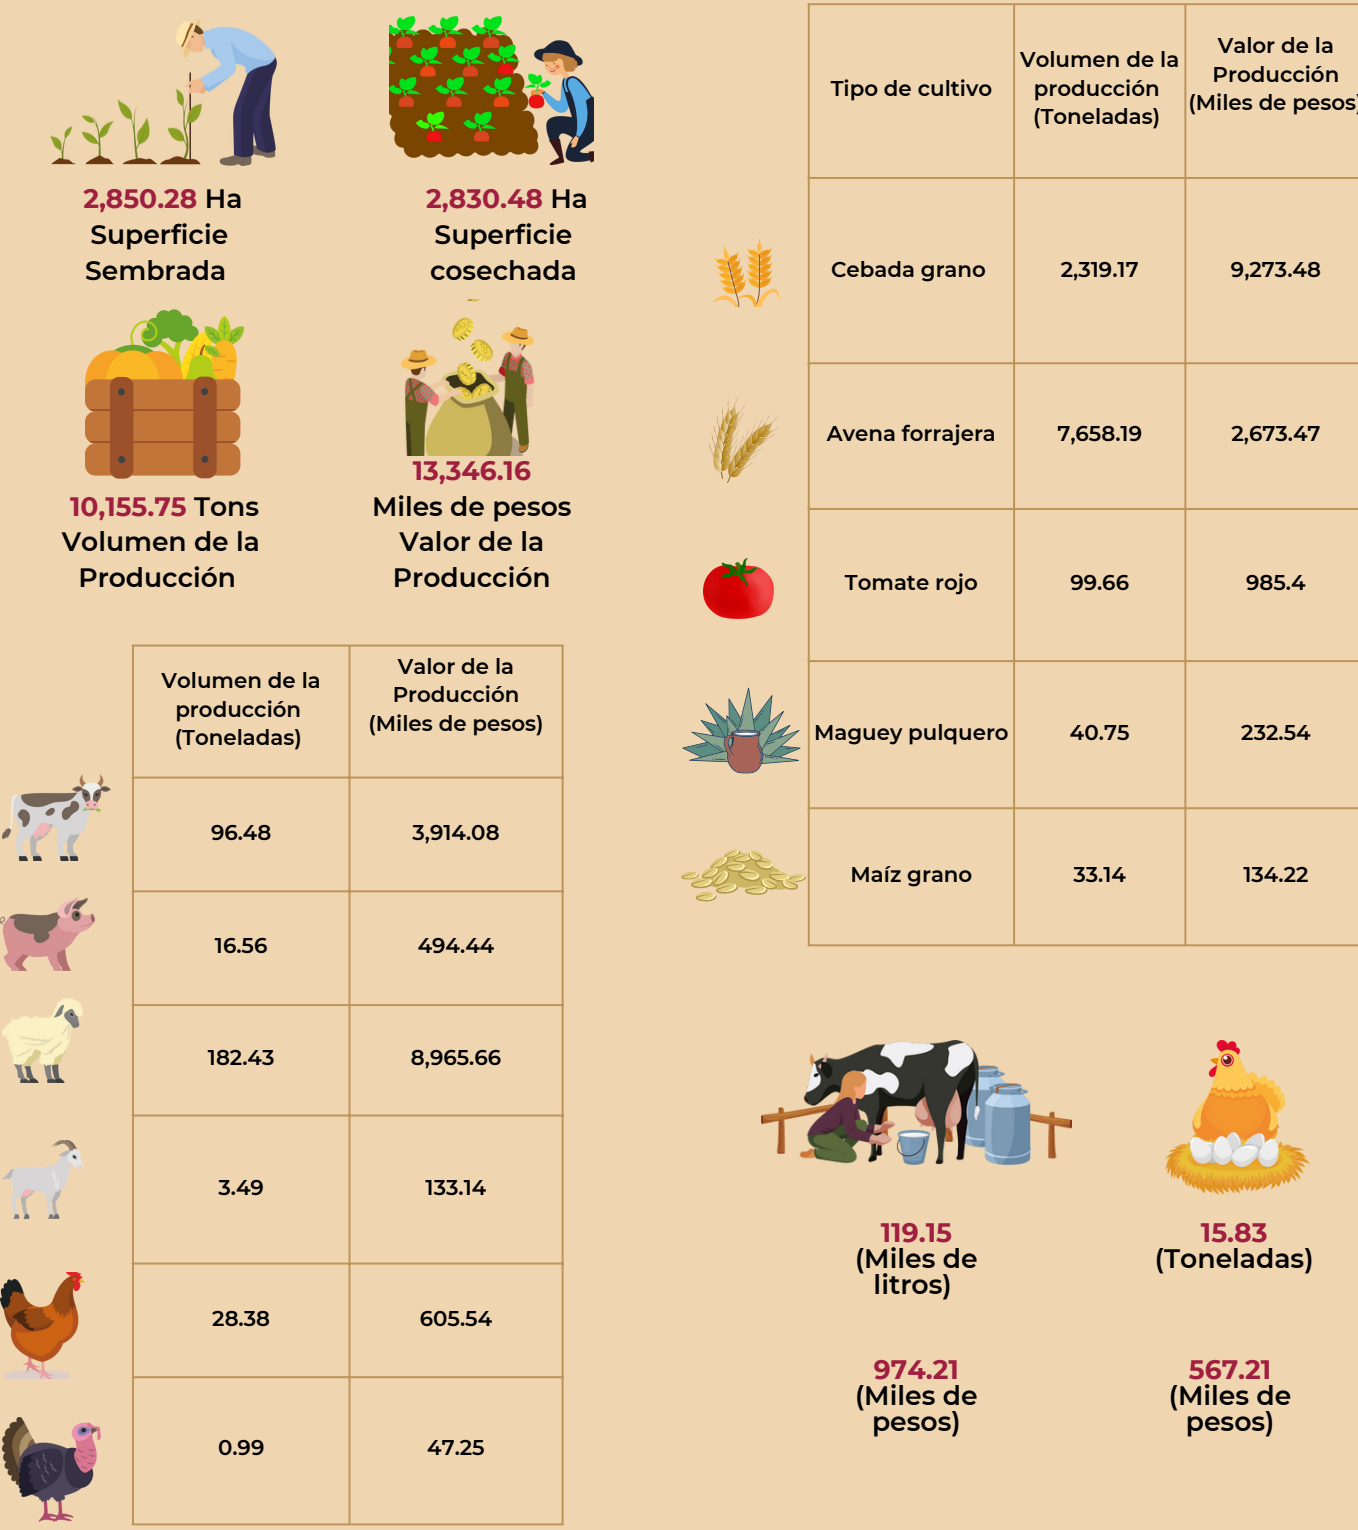 2,850.28 Ha
Superficie
Sembrada
2,830.48 Ha
Superficie
cosechada
10,155.75 Tons
Volumen de la
Producción
13,346.16
Miles de pesos
Valor de la
Producción
Volumen de la
producción
(Toneladas)
Valor de la
Producción
(Miles de pesos)
96.48
3,914.08
16.56
494.44
182.43
8,965.66
3.49
133.14
28.38
605.54
0.99
47.25
Tipo de cultivo
Volumen de la
producción
(Toneladas)
Valor de la
Producción
(Miles de pesos)
Cebada grano
2,319.17
9,273.48
Avena forrajera
7,658.19
2,673.47
Tomate rojo
99.66
985.4
Maguey pulquero
40.75
232.54
Maíz grano
33.14
134.22
119.15
(Miles de
litros)
974.21
(Miles de
pesos)
15.83
(Toneladas)
567.21
(Miles de
pesos)